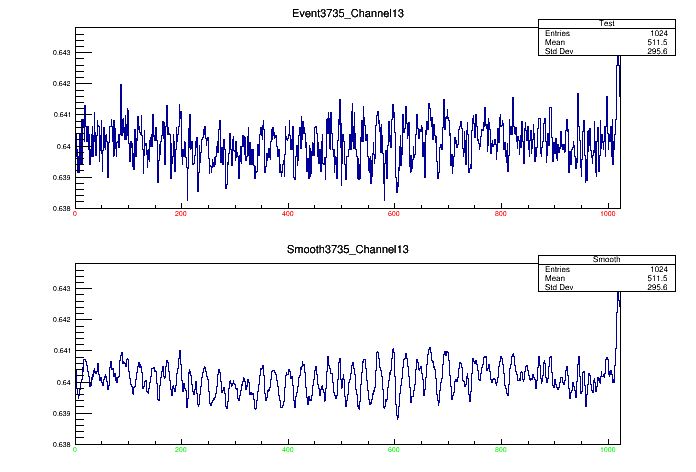 Event3735_Channel13
Test
Entries 1024
Mean 511.5
Std Dev 295.6
0.643
0.642
0.641
0.64
0.639
0.638
0 200 400 600 800 1000
Smooth3735_Channel13
Smooth
Entries 1024
Mean 511.5
Std Dev 295.6
0.643
0.642
0.641
0.64
0.639
0.638
0 200 400 600 800 1000